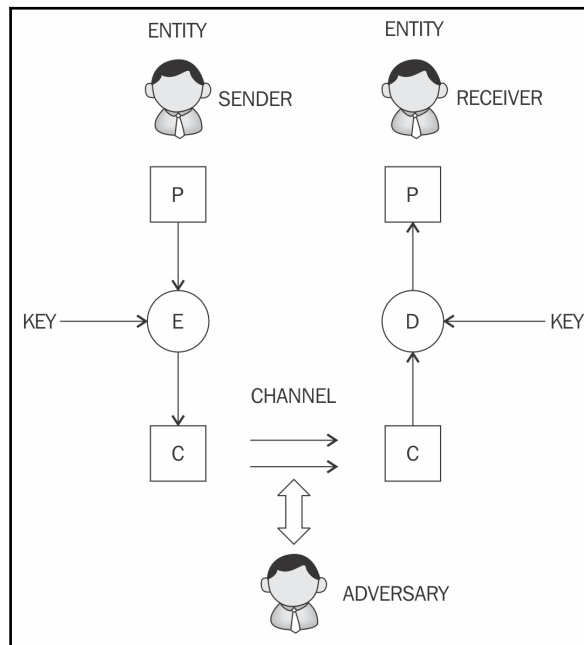 ENTITY
ENTITY
SENDER
RECEIVER
P
P
KEY
E
D
KEY
CHANNEL
C
C
ADVERSARY